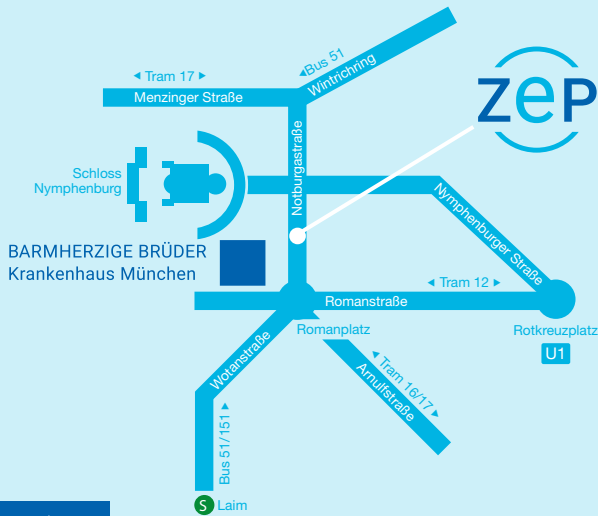 Bus 51
Wintrichring
Tram 17
Menzinger Straße
ZeP
Schloss
Nymphenburg
Notburgastraße
Nymphenburger Straße
BARMHERZIGE BRÜDER
Krankenhaus München
Tram 12
Romanstraße
Romanplatz
Rotkreuzplatz
U1
Wotanstraße
Tram 16/17
Arnulfstraße
Bus 51/151
S Laim